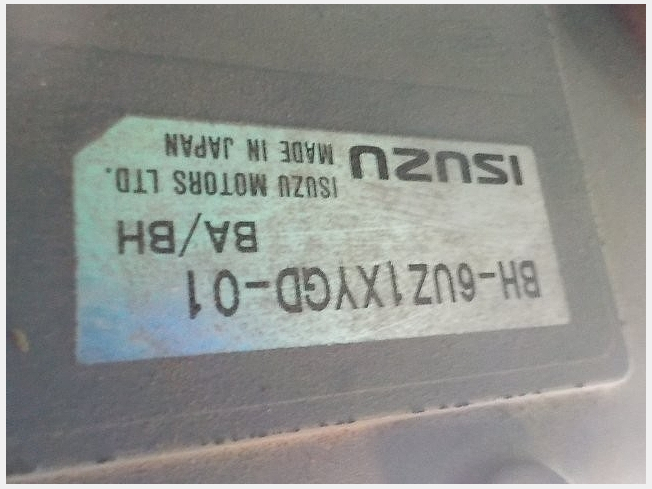 BH-6UZ1XYGD-01
BA/BH
ISUZU MOTORS LTD.
ISUZU MADE IN JAPAN